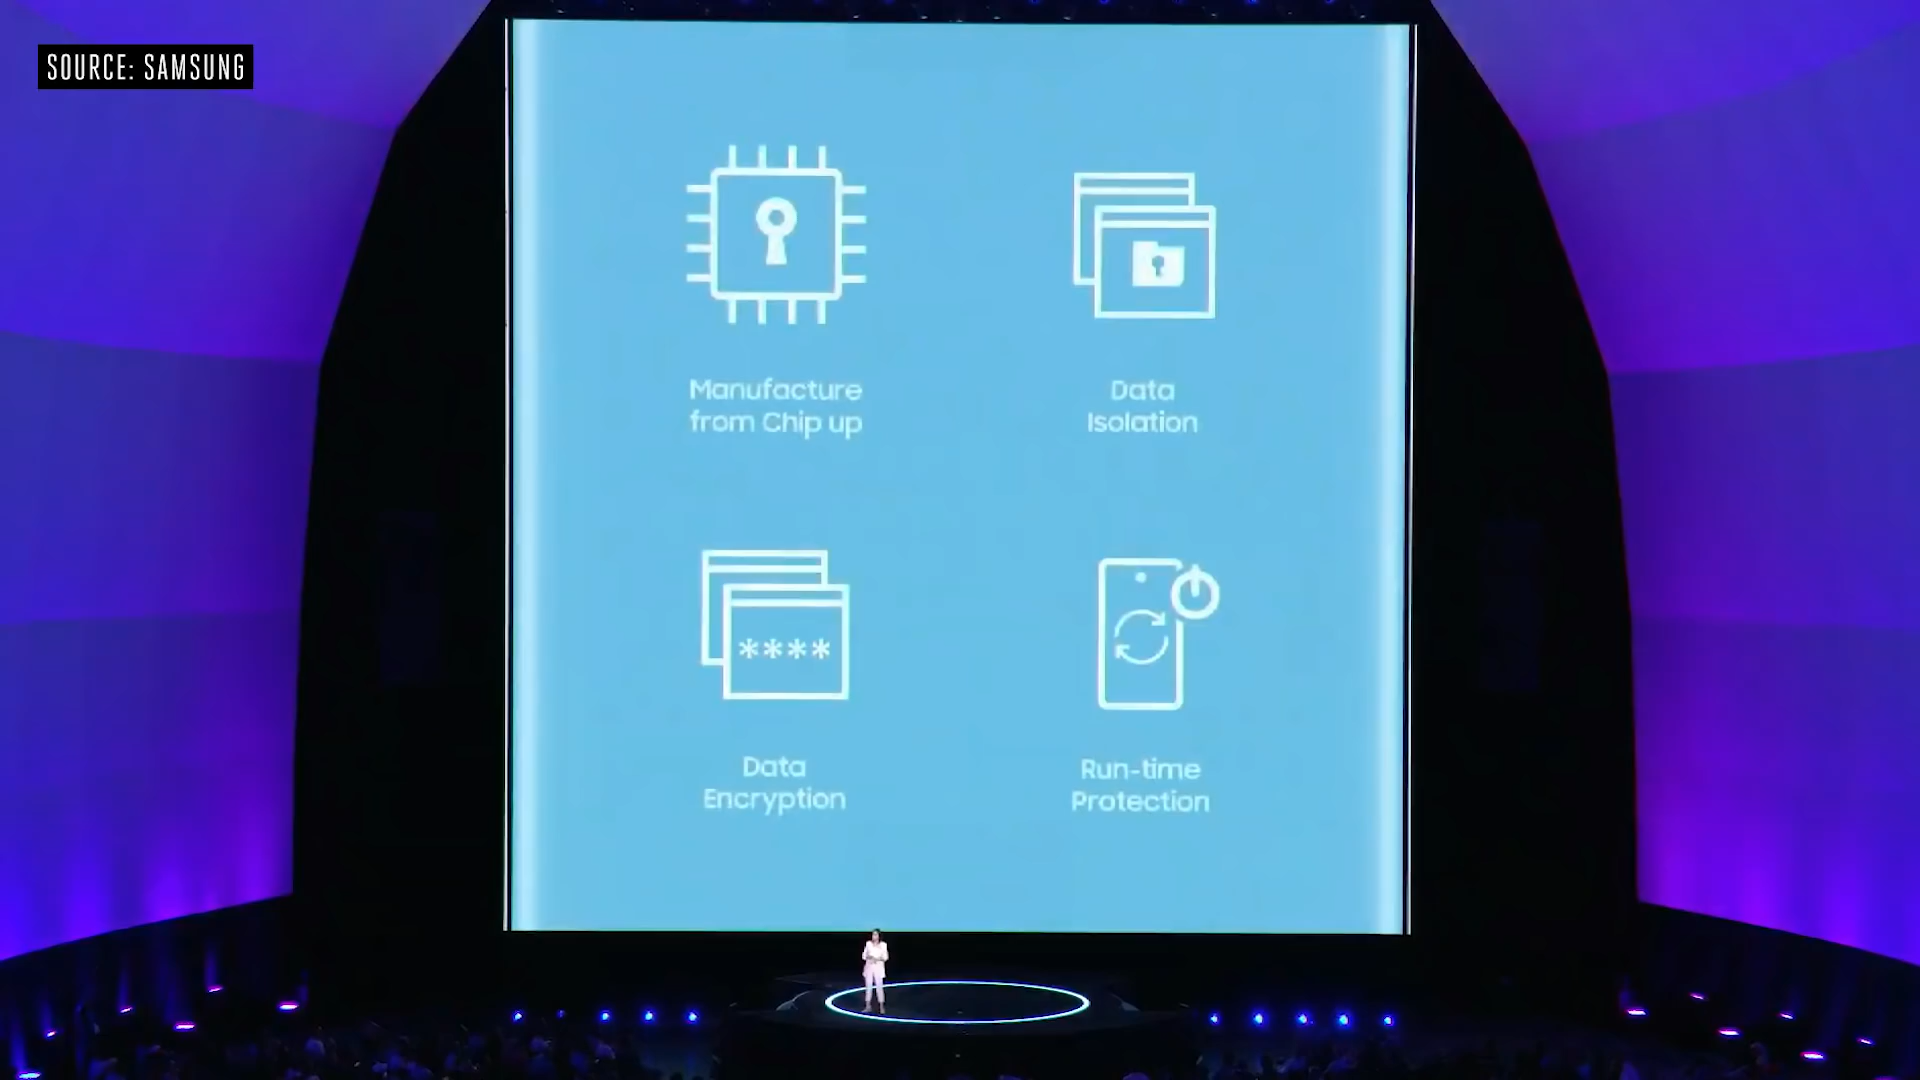 SOURCE: SAMSUNG
Manufacture
from Chip up
Data
Isolation
****
Data
Encryption
Run-time
Protection